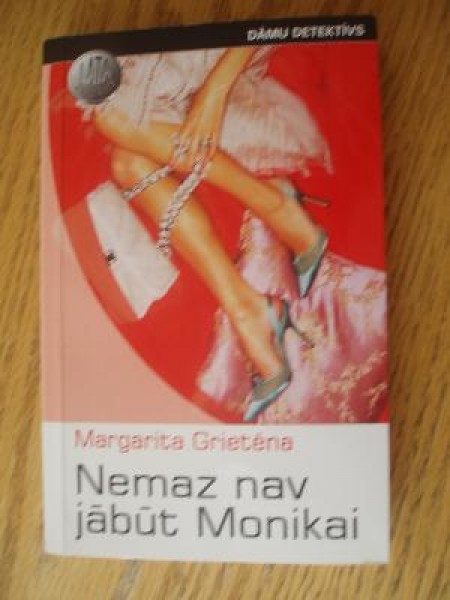 DĀMU DETEKTĪVS
Margarita Grietēna
Nemaz nav
jābūt Monikai